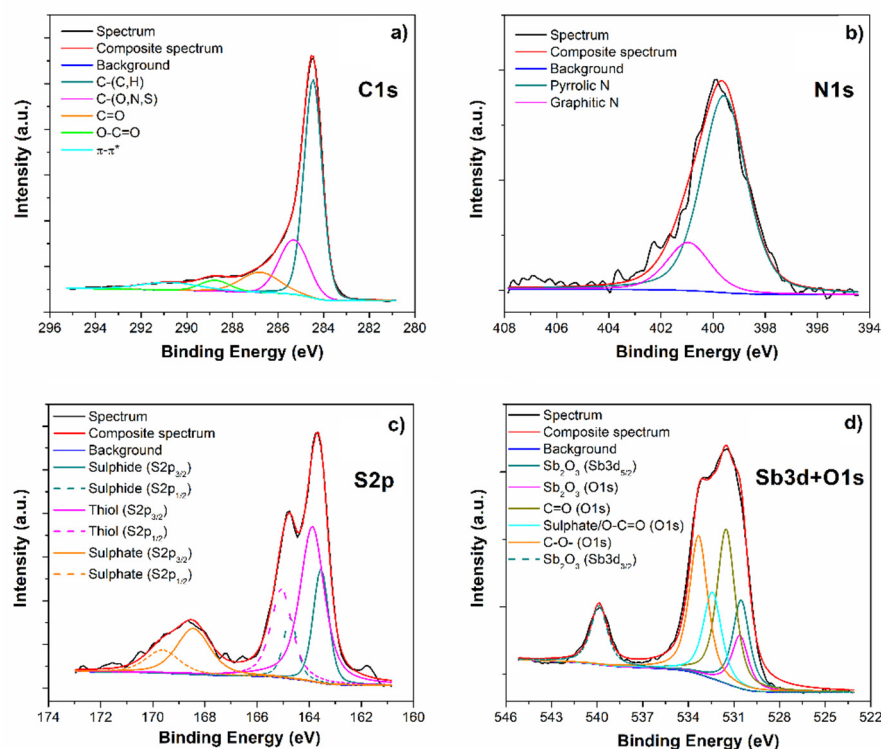 a)
C1s
Spectrum
Composite spectrum
Background
C-(C,H)
C-(O,N,S)
C=O
O-C=O
π-π*
Intensity (a.u.)
296 294 292 290 288 286 284 282 280
Binding Energy (eV)
b)
N1s
Spectrum
Composite spectrum
Background
Pyrrolic N
Graphitic N
Intensity (a.u.)
408 406 404 402 400 398 396 394
Binding Energy (eV)
c)
S2p
Spectrum
Composite spectrum
Background
Sulphide (S2p3/2)
Sulphide (S2p1/2)
Thiol (S2p3/2)
Thiol (S2p1/2)
Sulphate (S2p3/2)
Sulphate (S2p1/2)
Intensity (a.u.)
174 172 170 168 166 164 162 160
Binding Energy (eV)
d)
Sb3d+O1s
Spectrum
Composite spectrum
Background
Sb2O3 (Sb3d5/2)
Sb2O3 (O1s)
C=O (O1s)
Sulphate/O-C=O (O1s)
C-O- (O1s)
Sb2O3 (Sb3d3/2)
Intensity (a.u.)
546 543 540 537 534 531 528 525 522
Binding Energy (eV)